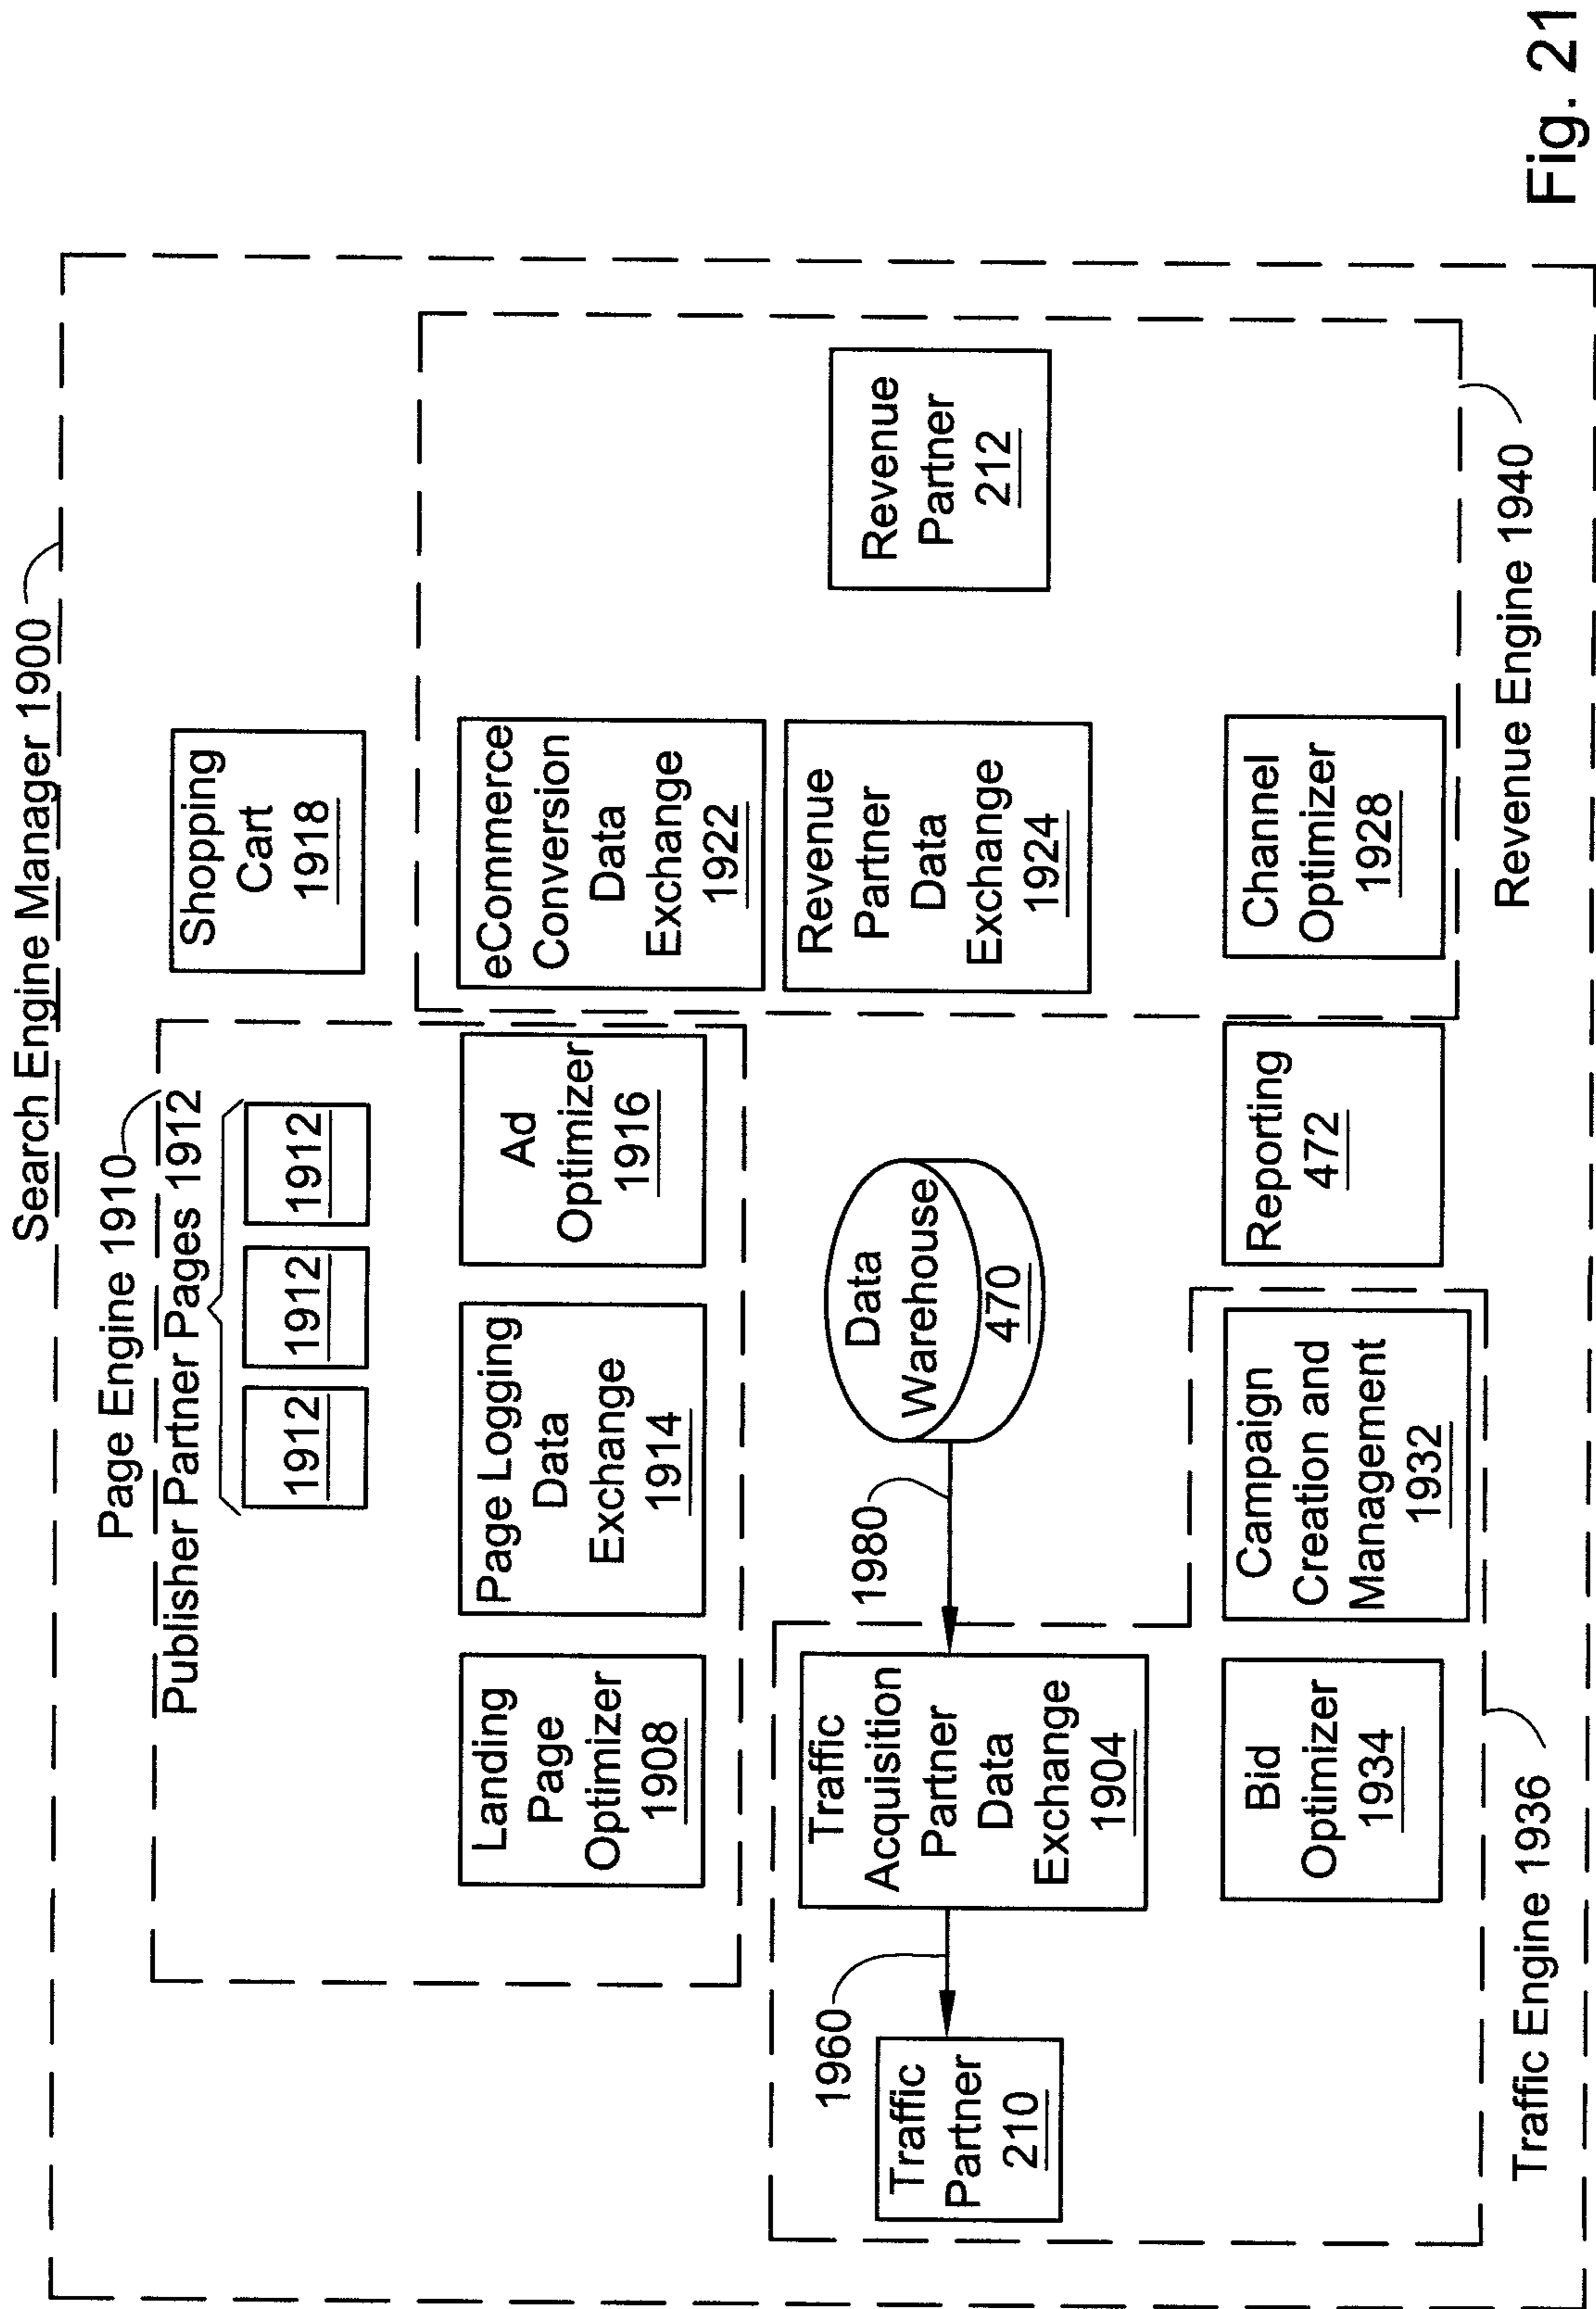 Search Engine Manager 1900
Page Engine 1910
Publisher Partner Pages 1912
1912
1912
1912
Shopping
Cart
1918
Landing
Page
Optimizer
1908
Page Logging
Data
Exchange
1914
Ad
Optimizer
1916
eCommerce
Conversion
Data
Exchange
1922
Traffic
Partner
210
1960
Traffic
Acquisition
Partner
Data
Exchange
1904
1980
Data
Warehouse
470
Revenue
Partner
Data
Exchange
1924
Revenue
Partner
212
Bid
Optimizer
1934
Campaign
Creation and
Management
1932
Reporting
472
Channel
Optimizer
1928
Traffic Engine 1936
Revenue Engine 1940
Fig. 21